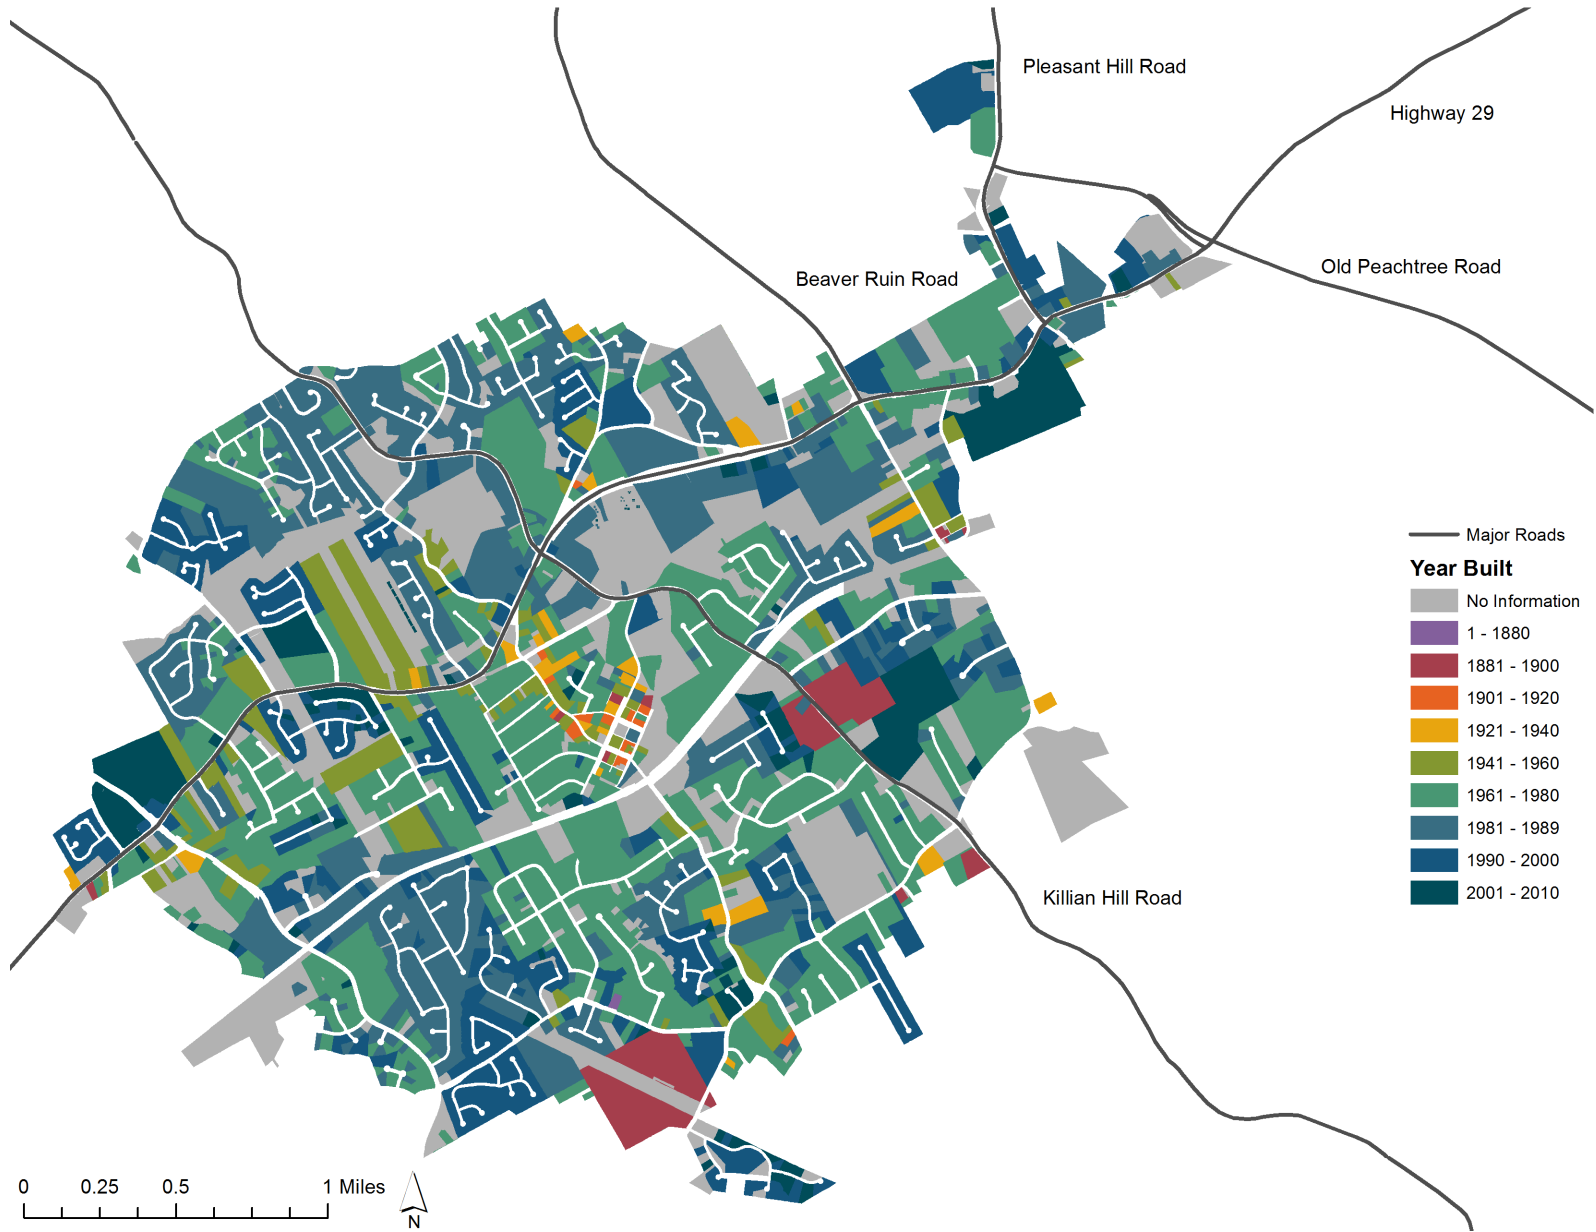 Pleasant Hill Road
Highway 29
Beaver Ruin Road
Old Peachtree Road
Major Roads
Year Built
No Information
1 - 1880
1881 - 1900
1901 - 1920
1921 - 1940
1941 - 1960
1961 - 1980
1981 - 1989
1990 - 2000
2001 - 2010
Killian Hill Road
0 0.25 0.5 1 Miles
N